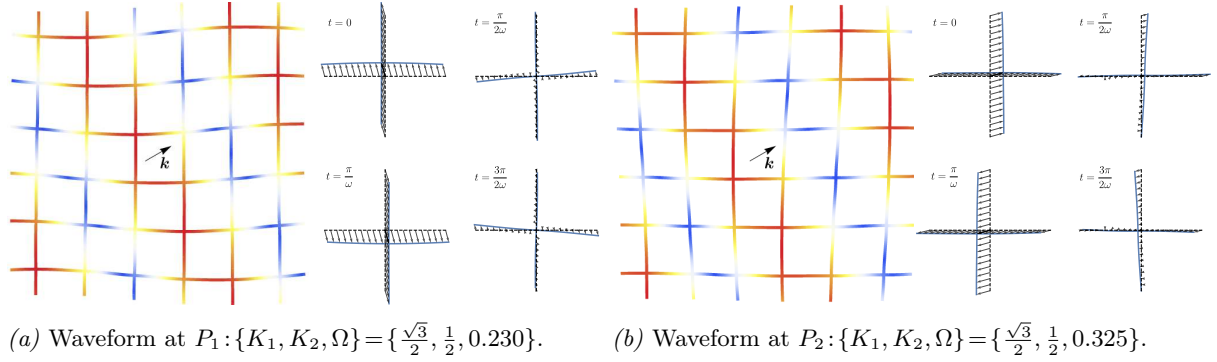 t = 0
t = π/2ω
k
t = π/ω
t = 3π/2ω
t = 0
t = π/2ω
k
t = π/ω
t = 3π/2ω
(a) Waveform at P₁:{K₁, K₂, Ω}={√3/2, 1/2, 0.230}.
(b) Waveform at P₂:{K₁, K₂, Ω}={√3/2, 1/2, 0.325}.